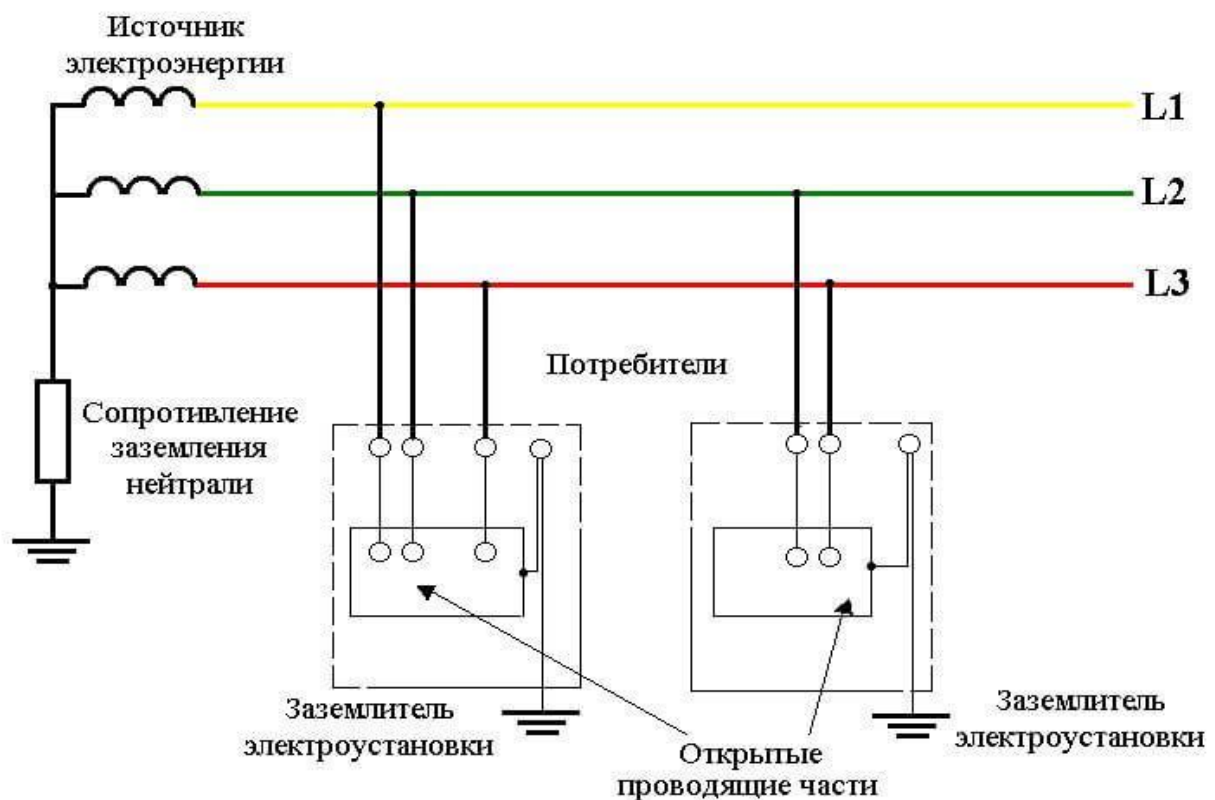 Источник
электроэнергии
L1
L2
L3
Потребители
Сопротивление
заземления
нейтрали
Заземлитель
электроустановки
Открытые
проводящие части
Заземлитель
электроустановки